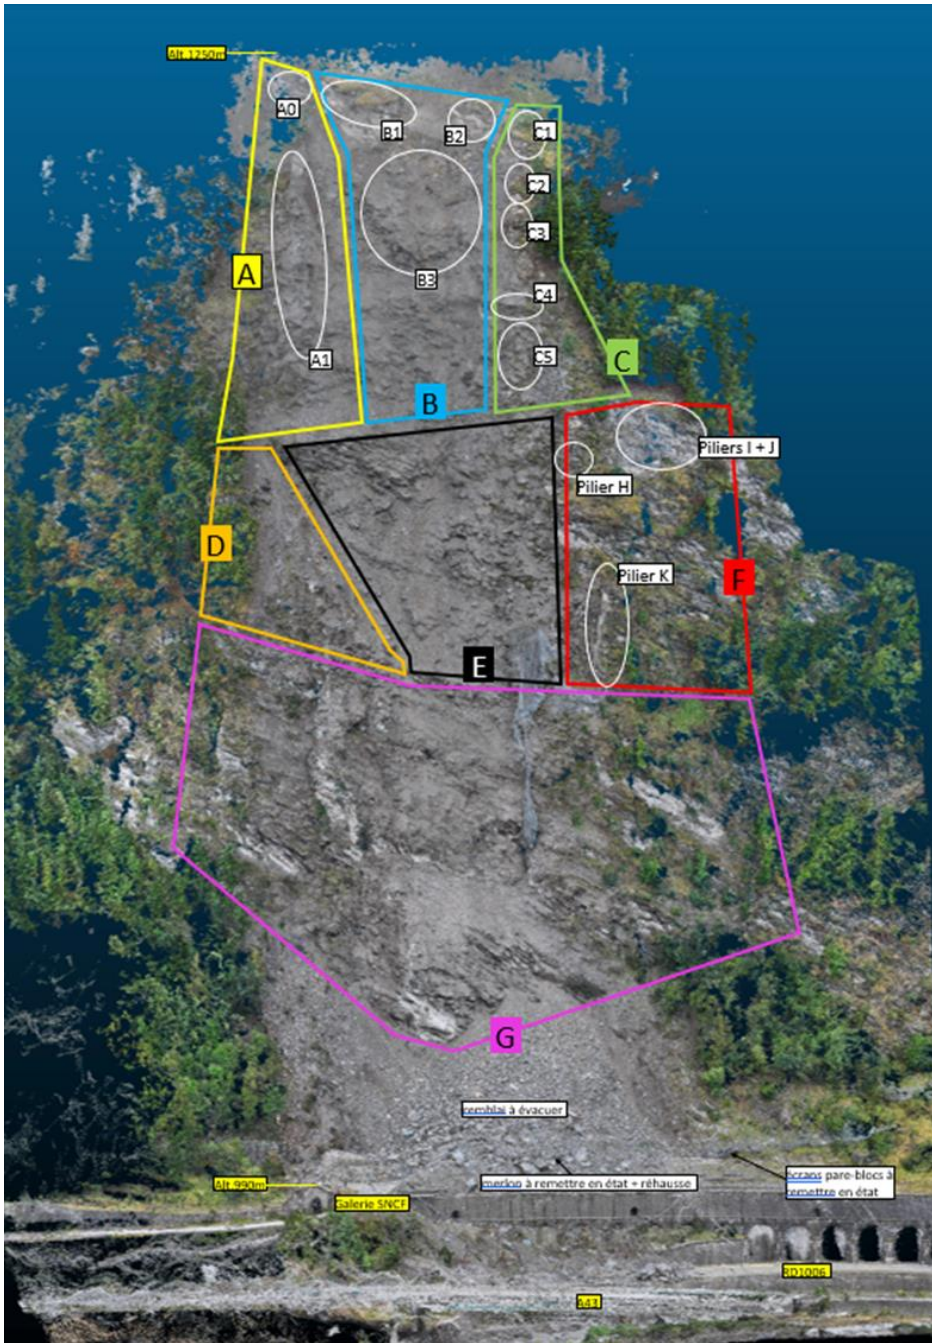 Alt.1250m
A0
B1
B2
C1
C2
C3
A
B3
C4
C5
A1
C
B
Piliers I + J
Pilier H
D
Pilier K
F
E
G
remblai à évacuer
Alt.990m
merlon à remettre en état + réhausse
écrans pare-blocs à
remettre en état
Galerie SNCF
RD1006
A43